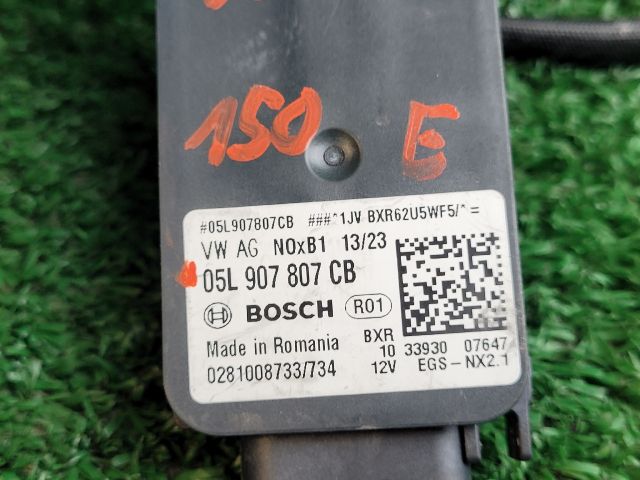 150 E
#05L907807CB ###*1JV BXR62U5WF5/*=
VW AG NOxB1 13/23
05L 907 807 CB
BOSCH R01
Made in Romania BXR 10 33930 07647
0281008733/734 12V EGS-NX2.1